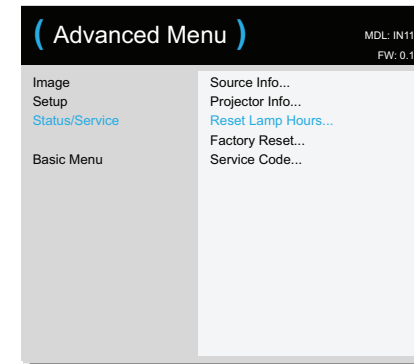 ( Advanced Menu )
MDL: IN11
FW: 0.1
Image
Setup
Status/Service
Basic Menu
Source Info...
Projector Info...
Reset Lamp Hours...
Factory Reset...
Service Code...